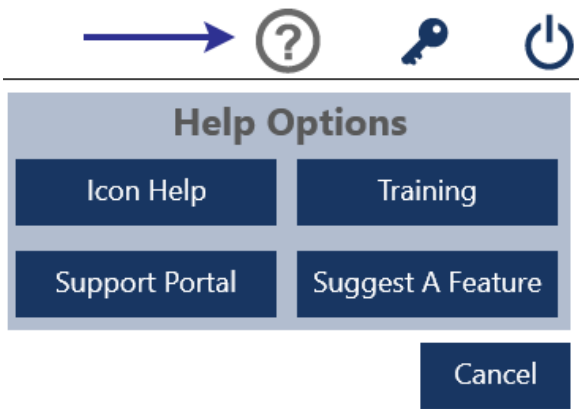 ?
Help Options
Icon Help
Training
Support Portal
Suggest A Feature
Cancel